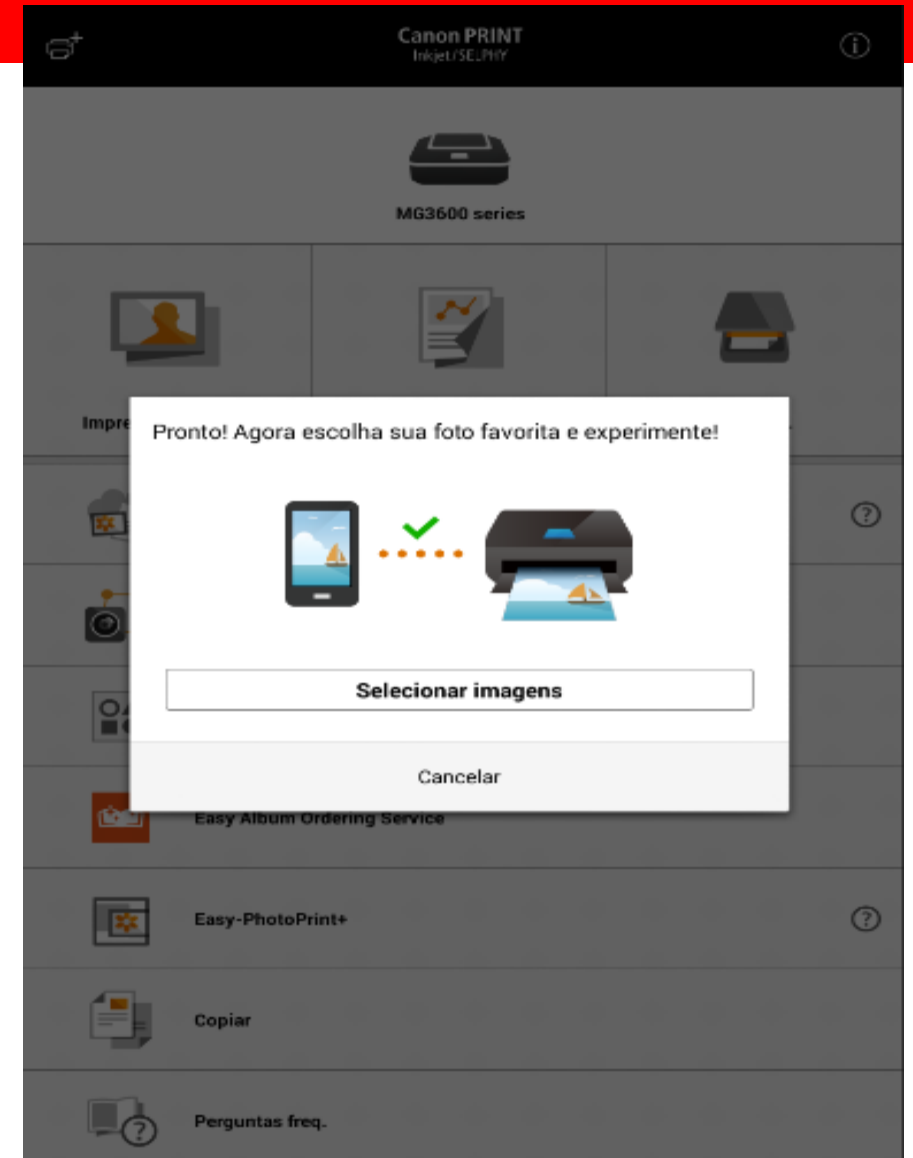 Canon PRINT
Inkjet/SELPHY
MG3600 series
Pronto! Agora escolha sua foto favorita e experimente!
Selecionar imagens
Cancelar
Easy Album Ordering Service
Easy-PhotoPrint+
Copiar
Perguntas freq.